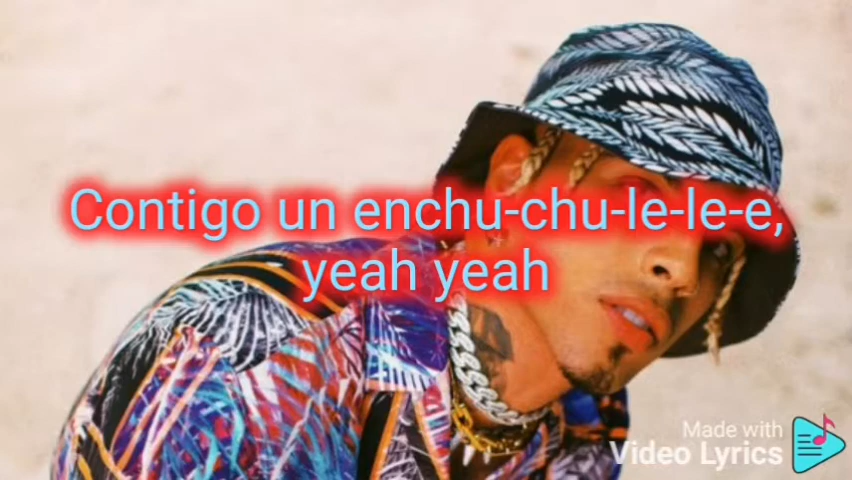 Contigo un enchu-chu-le-le-e,
yeah yeah
Made with
Video Lyrics